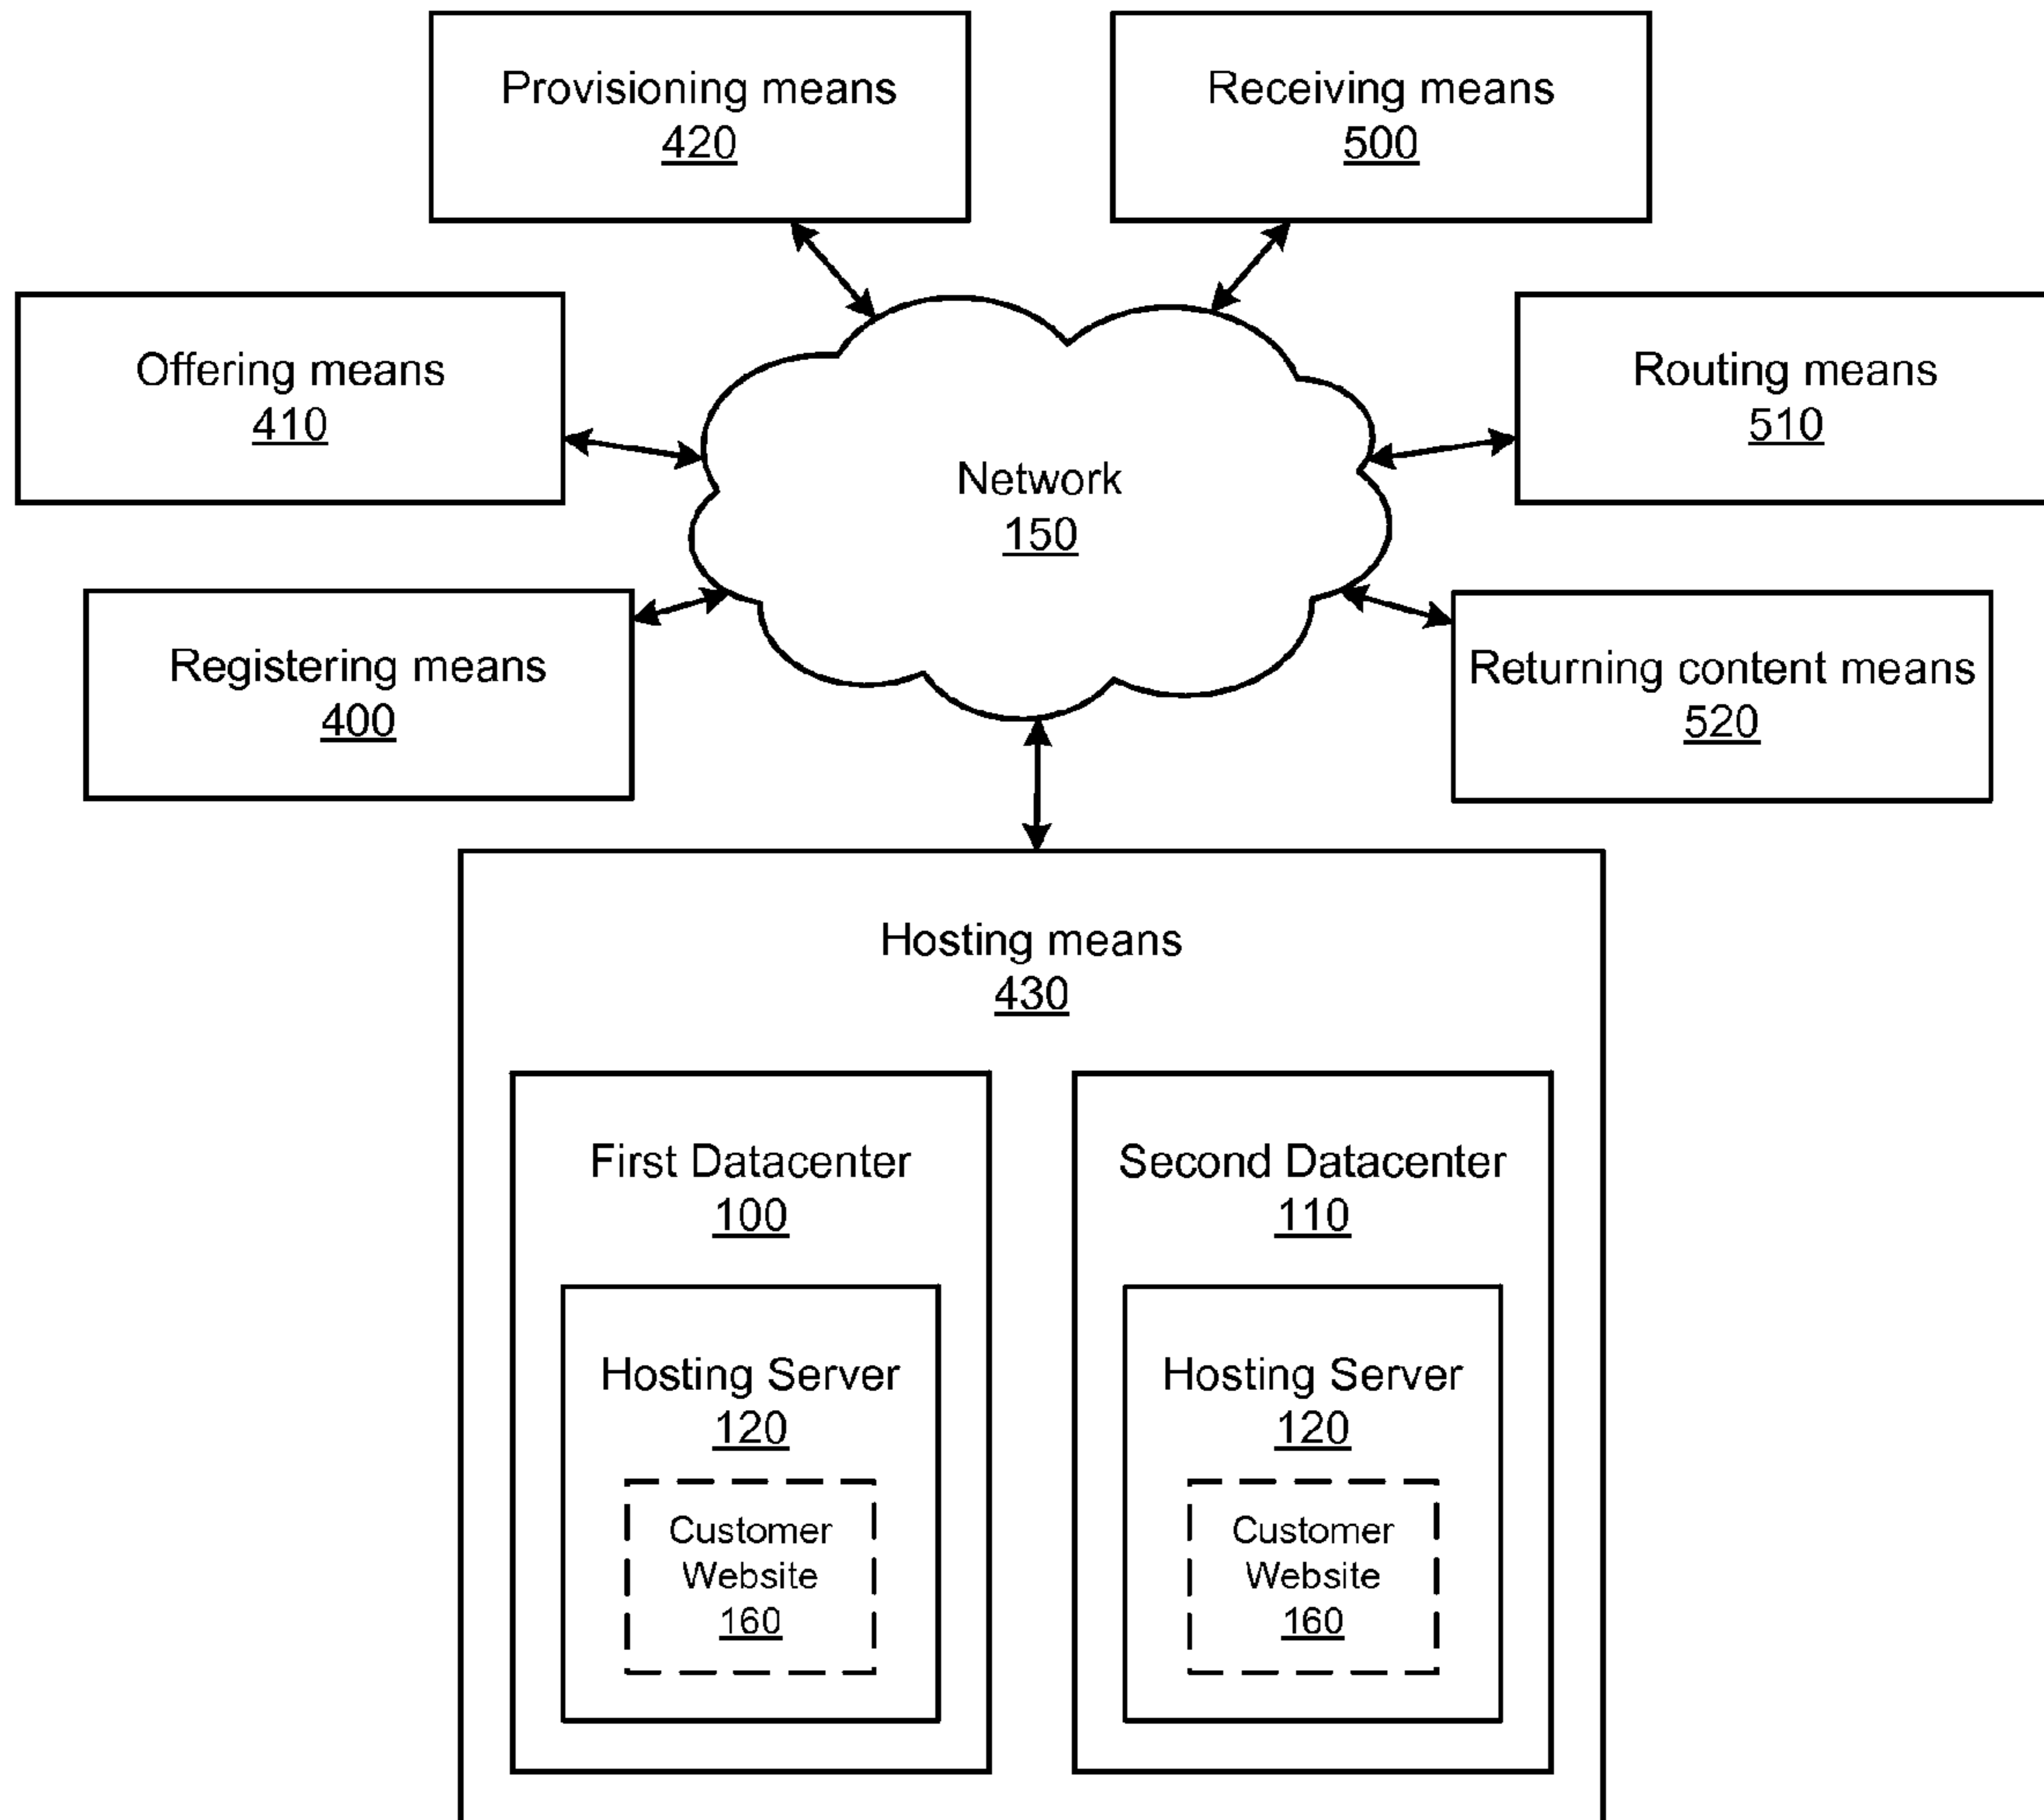 Provisioning means
420
Receiving means
500
Offering means
410
Network
150
Routing means
510
Registering means
400
Returning content means
520
Hosting means
430
First Datacenter
100
Second Datacenter
110
Hosting Server
120
Hosting Server
120
Customer
Website
160
Customer
Website
160